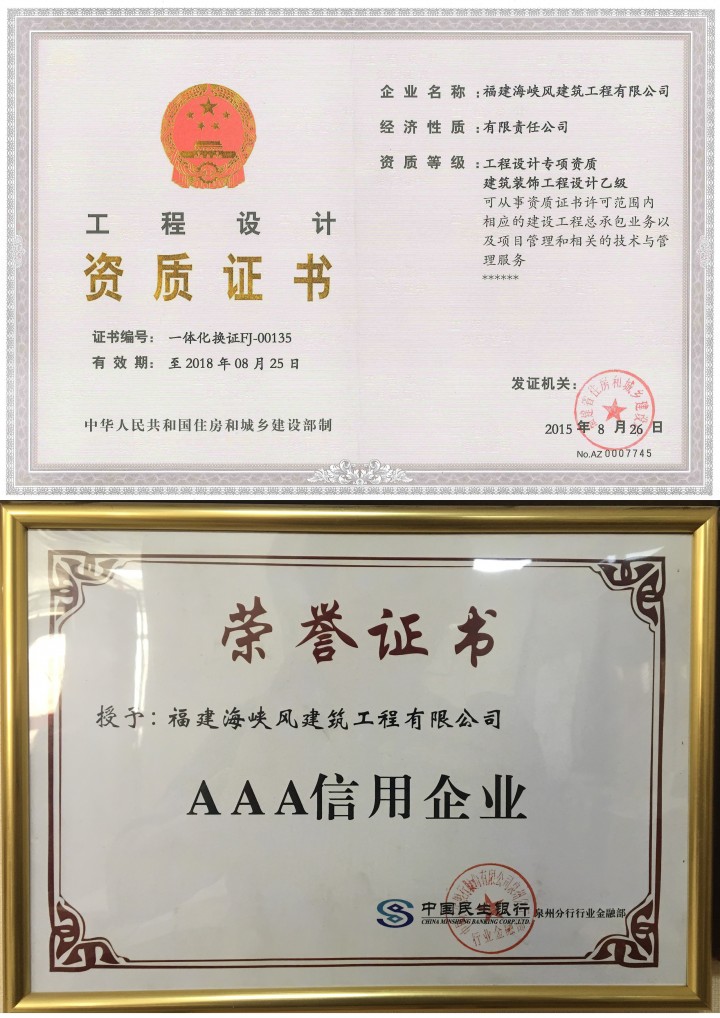 工程设计
资质证书
证书编号： 一体化换证FJ-00135
有效期： 至2018年08月25日
中华人民共和国住房和城乡建设部制
企业名称：福建海峡风建筑工程有限公司
经济性质：有限责任公司
资质等级：工程设计专项资质
建筑装饰工程设计乙级
可从事资质证书许可范围内
相应的建设工程总承包业务以
及项目管理和相关的技术与管
理服务
******
发证机关：
2015年8月26日
No.AZ 0007745
荣誉证书
授予：福建海峡风建筑工程有限公司
AAA信用企业
中国民生银行 泉州分行行业金融部
CHINA MINSHENG BANKING CORP.,LTD.